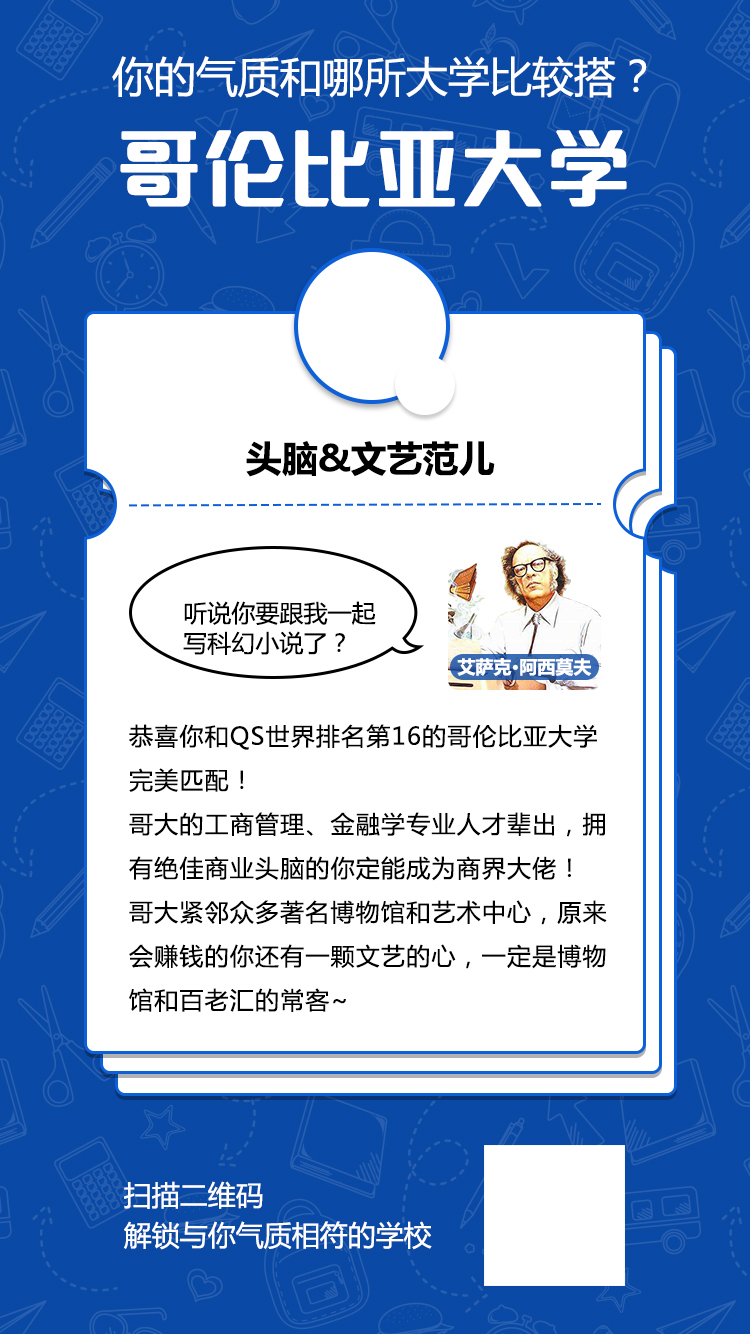 你的气质和哪所大学比较搭？
哥伦比亚大学
头脑&文艺范儿
听说你要跟我一起
写科幻小说了？
艾萨克·阿西莫夫
恭喜你和QS世界排名第16的哥伦比亚大学
完美匹配！
哥大的工商管理、金融学专业人才辈出，拥
有绝佳商业头脑的你定能成为商界大佬！
哥大紧邻众多著名博物馆和艺术中心，原来
会赚钱的你还有一颗文艺的心，一定是博物
馆和百老汇的常客~
扫描二维码
解锁与你气质相符的学校